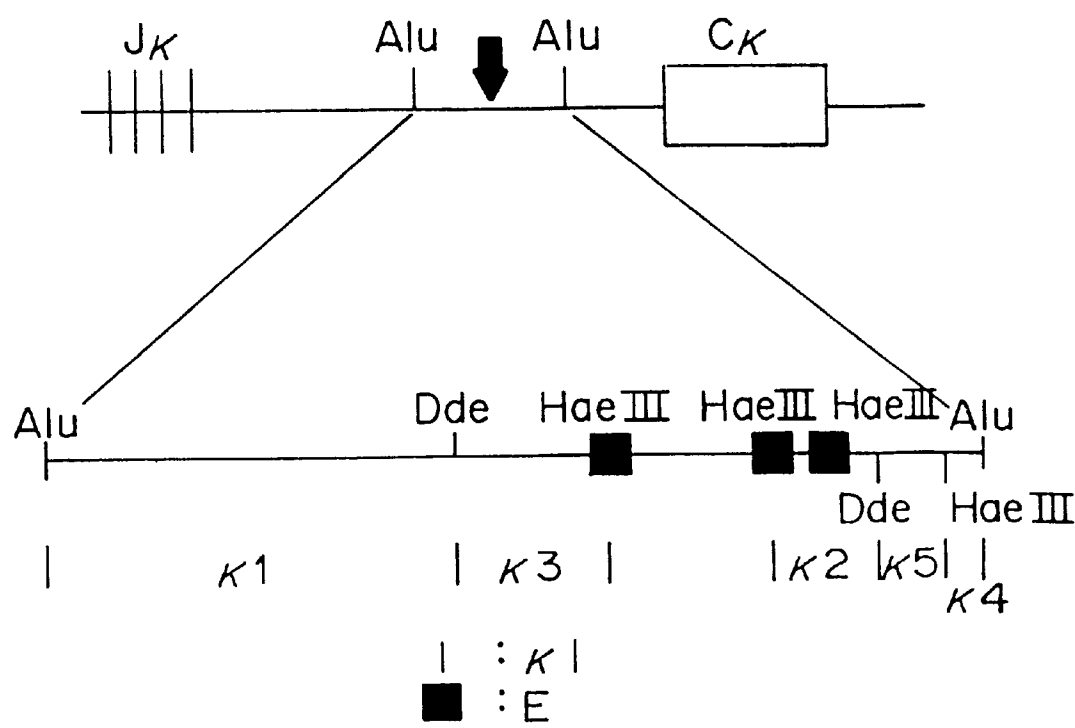 Jκ Alu Alu Cκ
Alu Dde HaeIII HaeIII HaeIII Alu
Dde HaeIII
κ1 κ3 κ2 κ5
κ4
: κ
: E